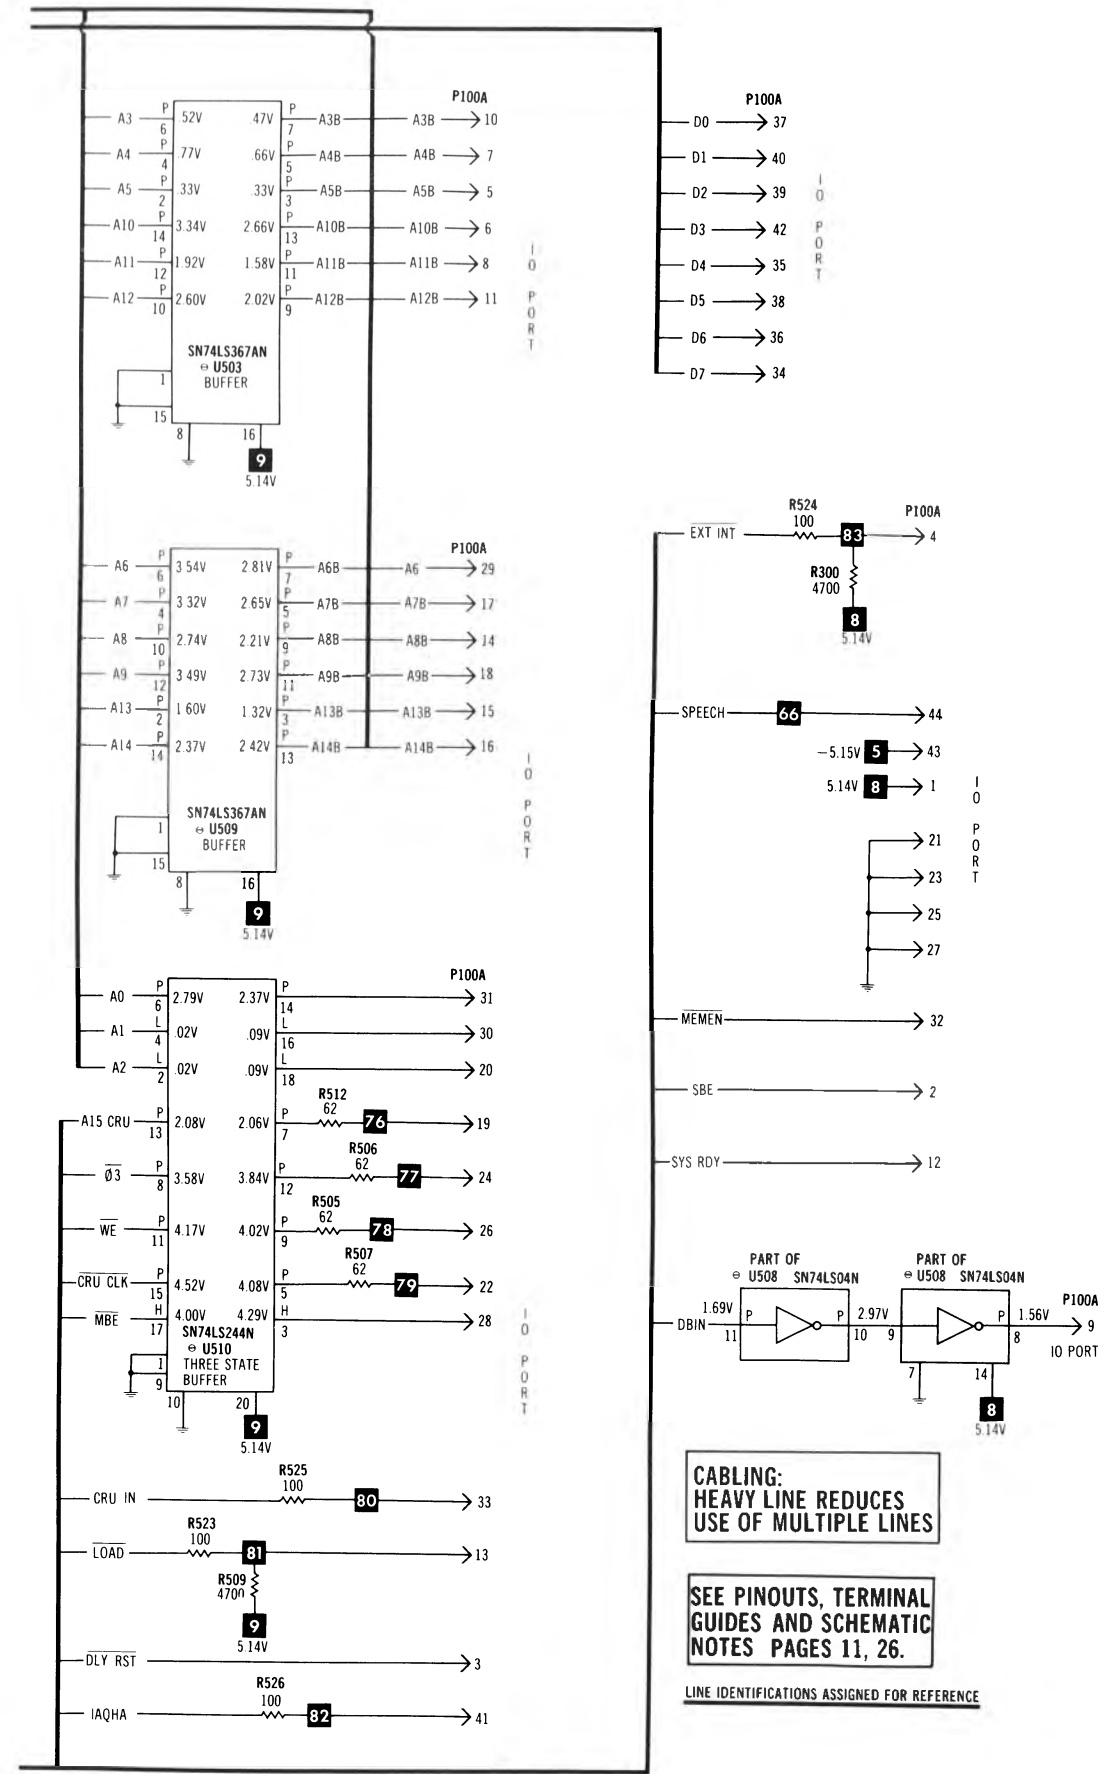 P100A
A3 P 6 .52V .47V P 7 A3B A3B 10
A4 P 4 .77V .66V P 5 A4B A4B 7
A5 P 2 .33V .33V P 3 A5B A5B 5
A10 P 14 3.34V 2.66V P 13 A10B A10B 6
A11 P 12 1.92V 1.58V P 11 A11B A11B 8
A12 P 10 2.60V 2.02V P 9 A12B A12B 11
SN74LS367AN
⊖ U503
BUFFER
1
15
8 16
9
5.14V
IO PORT
P100A
A6 P 6 3.54V 2.81V P 7 A6B A6 29
A7 P 4 3.32V 2.65V P 5 A7B A7B 17
A8 P 10 2.74V 2.21V P 9 A8B A8B 14
A9 P 12 3.49V 2.73V P 11 A9B A9B 18
A13 P 2 1.60V 1.32V P 3 A13B A13B 15
A14 P 14 2.37V 2.42V P 13 A14B A14B 16
SN74LS367AN
⊖ U509
BUFFER
1
15
8 16
9
5.14V
IO PORT
P100A
A0 P 6 2.79V 2.37V P 14 31
A1 L 4 .02V .09V L 16 30
A2 L 2 .02V .09V L 18 20
R512
62
A15 CRU P 13 2.08V 2.06V P 7 76 19
R506
62
Ø3 P 8 3.58V 3.84V P 12 77 24
R505
62
WE P 11 4.17V 4.02V P 9 78 26
R507
62
CRU CLK P 15 4.52V 4.08V P 5 79 22
MBE H 17 4.00V 4.29V H 3 28
SN74LS244N
⊖ U510
THREE STATE
BUFFER
1
9
10 20
9
5.14V
IO PORT
R525
100
CRU IN 80 33
R523
100
LOAD 81 13
R509
4700
9
5.14V
DLY RST 3
R526
100
IAQHA 82 41
P100A
D0 37
D1 40
D2 39
D3 42
D4 35
D5 38
D6 36
D7 34
IO PORT
R524
100
P100A
EXT INT 83 4
R300
4700
8
5.14V
SPEECH 66 44
-5.15V 5 43
5.14V 8 1
21
23
25
27
IO PORT
MEMEN 32
SBE 2
SYS RDY 12
PART OF
⊖ U508 SN74LS04N
PART OF
⊖ U508 SN74LS04N
P100A
DBIN 1.69V 11 P P 2.97V 10 9 P P 1.56V 8 9
IO PORT
7 14
8
5.14V
CABLING:
HEAVY LINE REDUCES
USE OF MULTIPLE LINES
SEE PINOUTS, TERMINAL
GUIDES AND SCHEMATIC
NOTES PAGES 11, 26.
LINE IDENTIFICATIONS ASSIGNED FOR REFERENCE